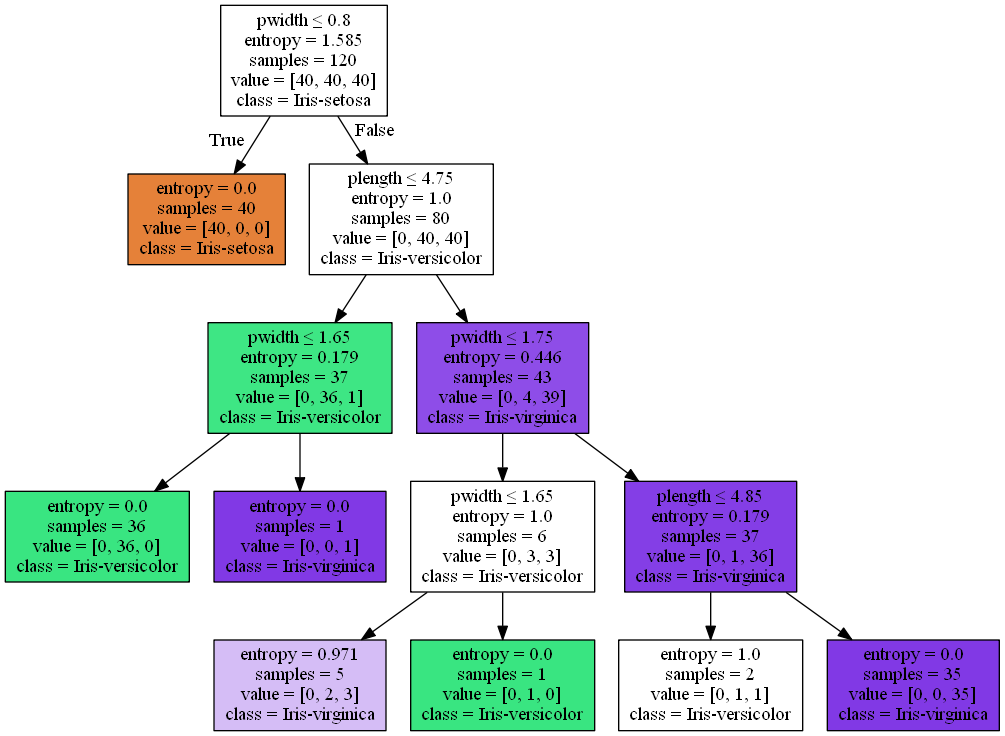 pwidth ≤ 0.8
entropy = 1.585
samples = 120
value = [40, 40, 40]
class = Iris-setosa
True
False
entropy = 0.0
samples = 40
value = [40, 0, 0]
class = Iris-setosa
plength ≤ 4.75
entropy = 1.0
samples = 80
value = [0, 40, 40]
class = Iris-versicolor
pwidth ≤ 1.65
entropy = 0.179
samples = 37
value = [0, 36, 1]
class = Iris-versicolor
pwidth ≤ 1.75
entropy = 0.446
samples = 43
value = [0, 4, 39]
class = Iris-virginica
entropy = 0.0
samples = 36
value = [0, 36, 0]
class = Iris-versicolor
entropy = 0.0
samples = 1
value = [0, 0, 1]
class = Iris-virginica
pwidth ≤ 1.65
entropy = 1.0
samples = 6
value = [0, 3, 3]
class = Iris-versicolor
plength ≤ 4.85
entropy = 0.179
samples = 37
value = [0, 1, 36]
class = Iris-virginica
entropy = 0.971
samples = 5
value = [0, 2, 3]
class = Iris-virginica
entropy = 0.0
samples = 1
value = [0, 1, 0]
class = Iris-versicolor
entropy = 1.0
samples = 2
value = [0, 1, 1]
class = Iris-versicolor
entropy = 0.0
samples = 35
value = [0, 0, 35]
class = Iris-virginica